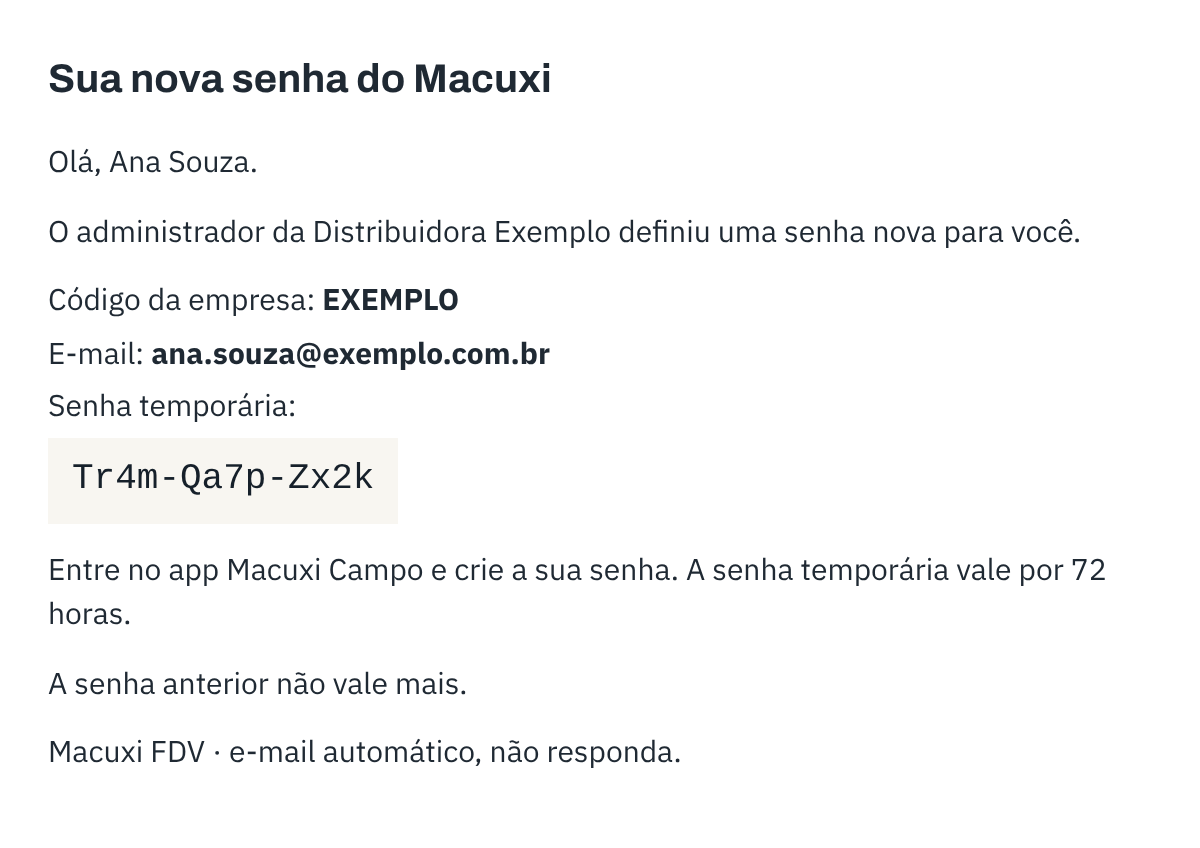 Sua nova senha do Macuxi
Olá, Ana Souza.
O administrador da Distribuidora Exemplo definiu uma senha nova para você.
Código da empresa: EXEMPLO
E-mail: ana.souza@exemplo.com.br
Senha temporária:
Tr4m-Qa7p-Zx2k
Entre no app Macuxi Campo e crie a sua senha. A senha temporária vale por 72
horas.
A senha anterior não vale mais.
Macuxi FDV · e-mail automático, não responda.